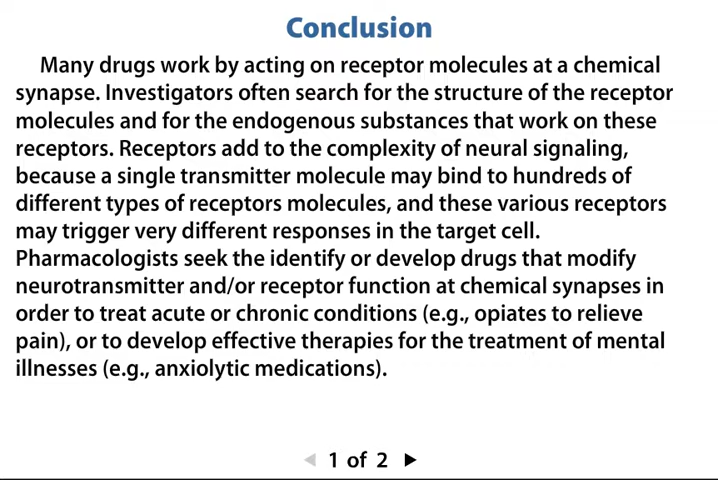 Conclusion
Many drugs work by acting on receptor molecules at a chemical
synapse. Investigators often search for the structure of the receptor
molecules and for the endogenous substances that work on these
receptors. Receptors add to the complexity of neural signaling,
because a single transmitter molecule may bind to hundreds of
different types of receptors molecules, and these various receptors
may trigger very different responses in the target cell.
Pharmacologists seek the identify or develop drugs that modify
neurotransmitter and/or receptor function at chemical synapses in
order to treat acute or chronic conditions (e.g., opiates to relieve
pain), or to develop effective therapies for the treatment of mental
illnesses (e.g., anxiolytic medications).
1 of 2